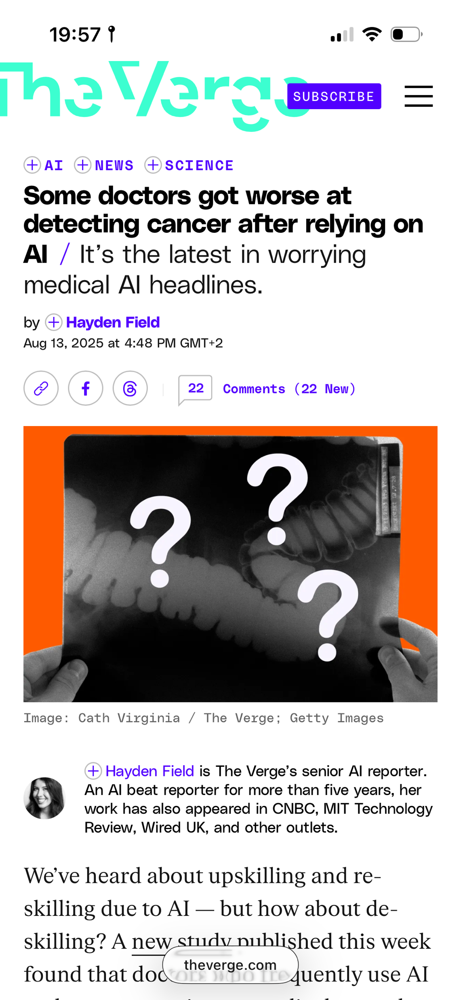 19:57
The Verge
SUBSCRIBE
AI NEWS SCIENCE
Some doctors got worse at
detecting cancer after relying on
AI / It’s the latest in worrying
medical AI headlines.
by Hayden Field
Aug 13, 2025 at 4:48 PM GMT+2
22 Comments (22 New)
? ? ?
Image: Cath Virginia / The Verge; Getty Images
Hayden Field is The Verge’s senior AI reporter.
An AI beat reporter for more than five years, her
work has also appeared in CNBC, MIT Technology
Review, Wired UK, and other outlets.
We’ve heard about upskilling and re-
skilling due to AI — but how about de-
skilling? A new study published this week
found that doctors who frequently use AI
theverge.com